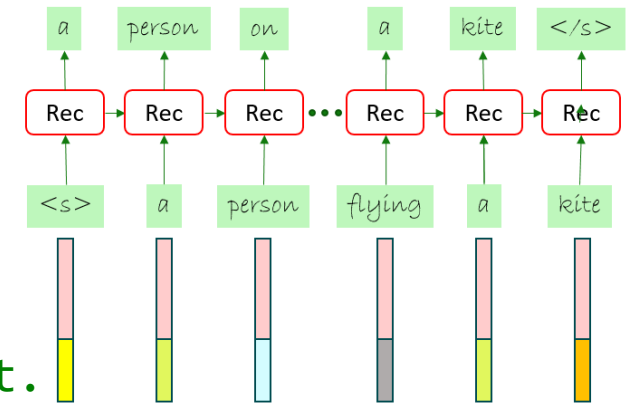 a person on a kite </s>
Rec Rec Rec ••• Rec Rec Rec
<s> a person flying a kite
t.